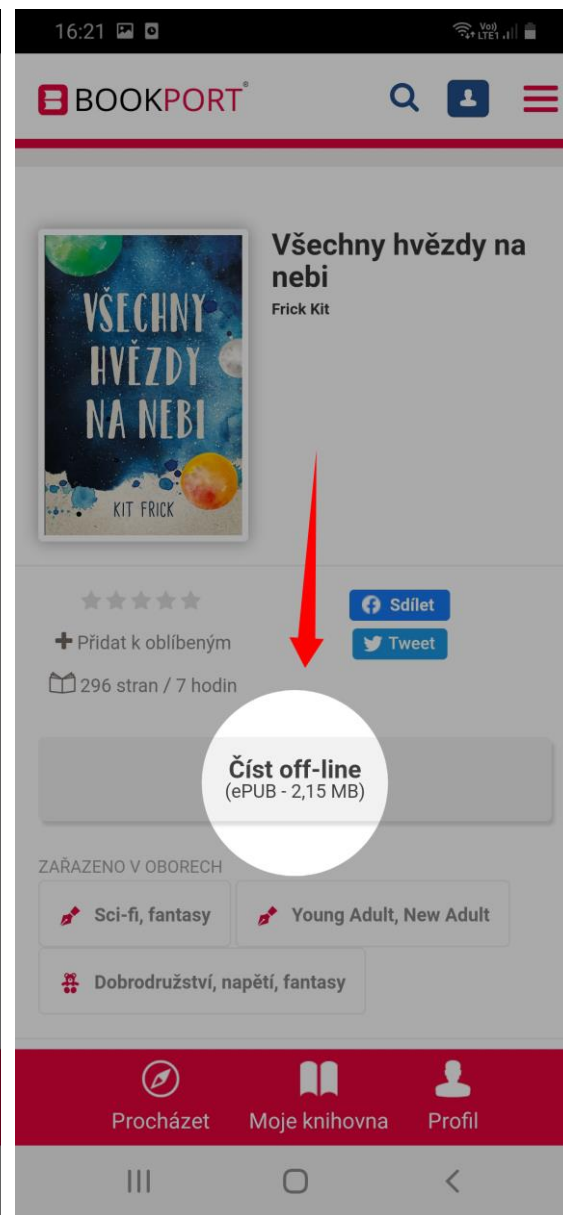 16:21
Vo))
LTE1
BOOKPORT®
VŠECHNY
HVĚZDY
NA NEBI
KIT FRICK
Všechny hvězdy na
nebi
Frick Kit
Sdílet
Přidat k oblíbeným
Tweet
296 stran / 7 hodin
Číst off-line
(ePUB - 2,15 MB)
ZAŘAZENO V OBORECH
Sci-fi, fantasy
Young Adult, New Adult
Dobrodružství, napětí, fantasy
Procházet
Moje knihovna
Profil